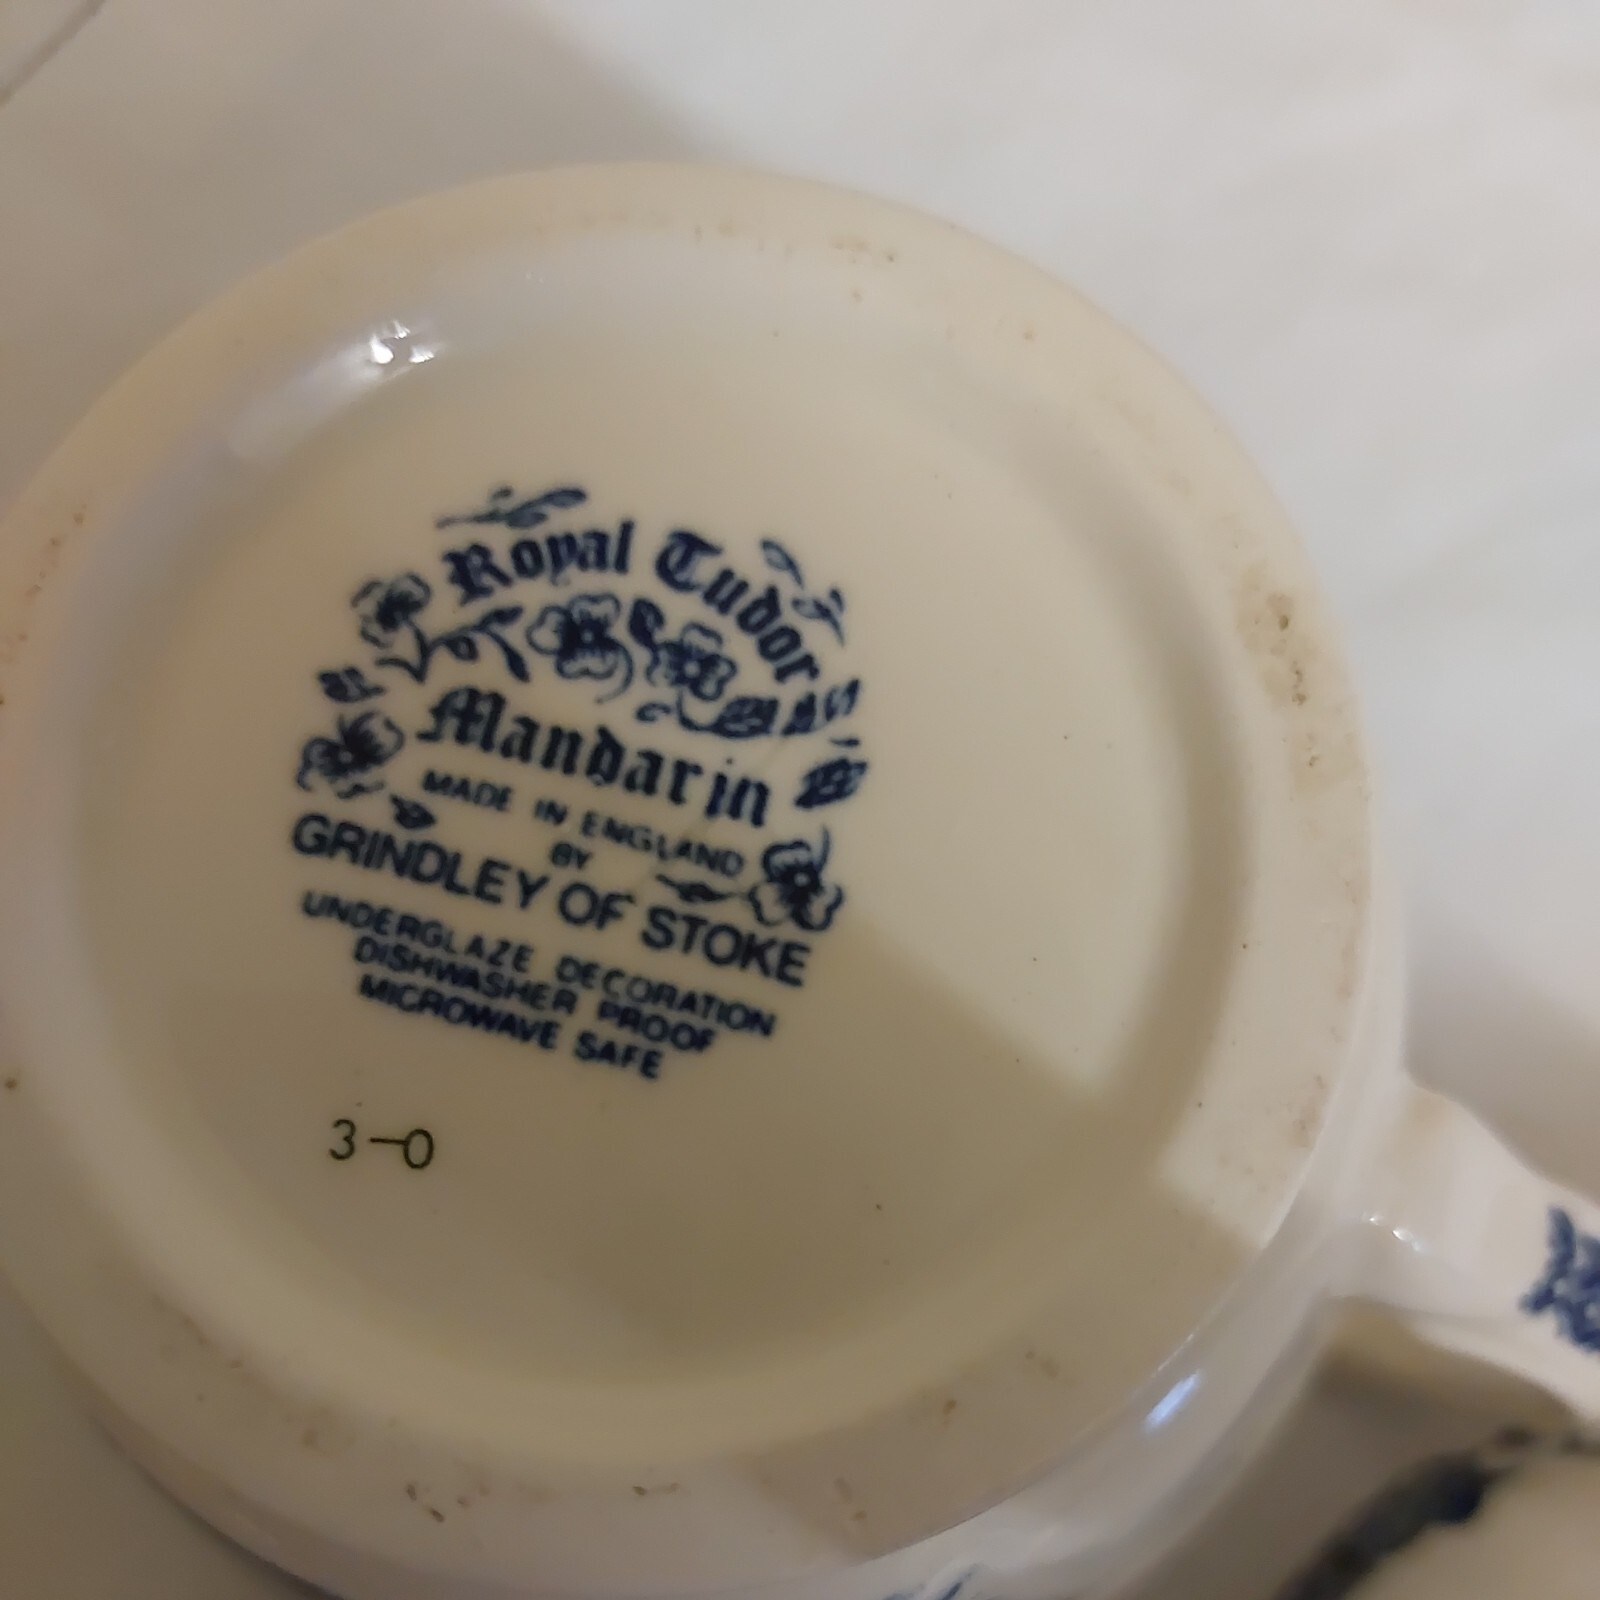 Royal Tudor
Mandarin
MADE IN ENGLAND
BY
GRINDLEY OF STOKE
UNDERGLAZE DECORATION
DISHWASHER PROOF
MICROWAVE SAFE
3-0